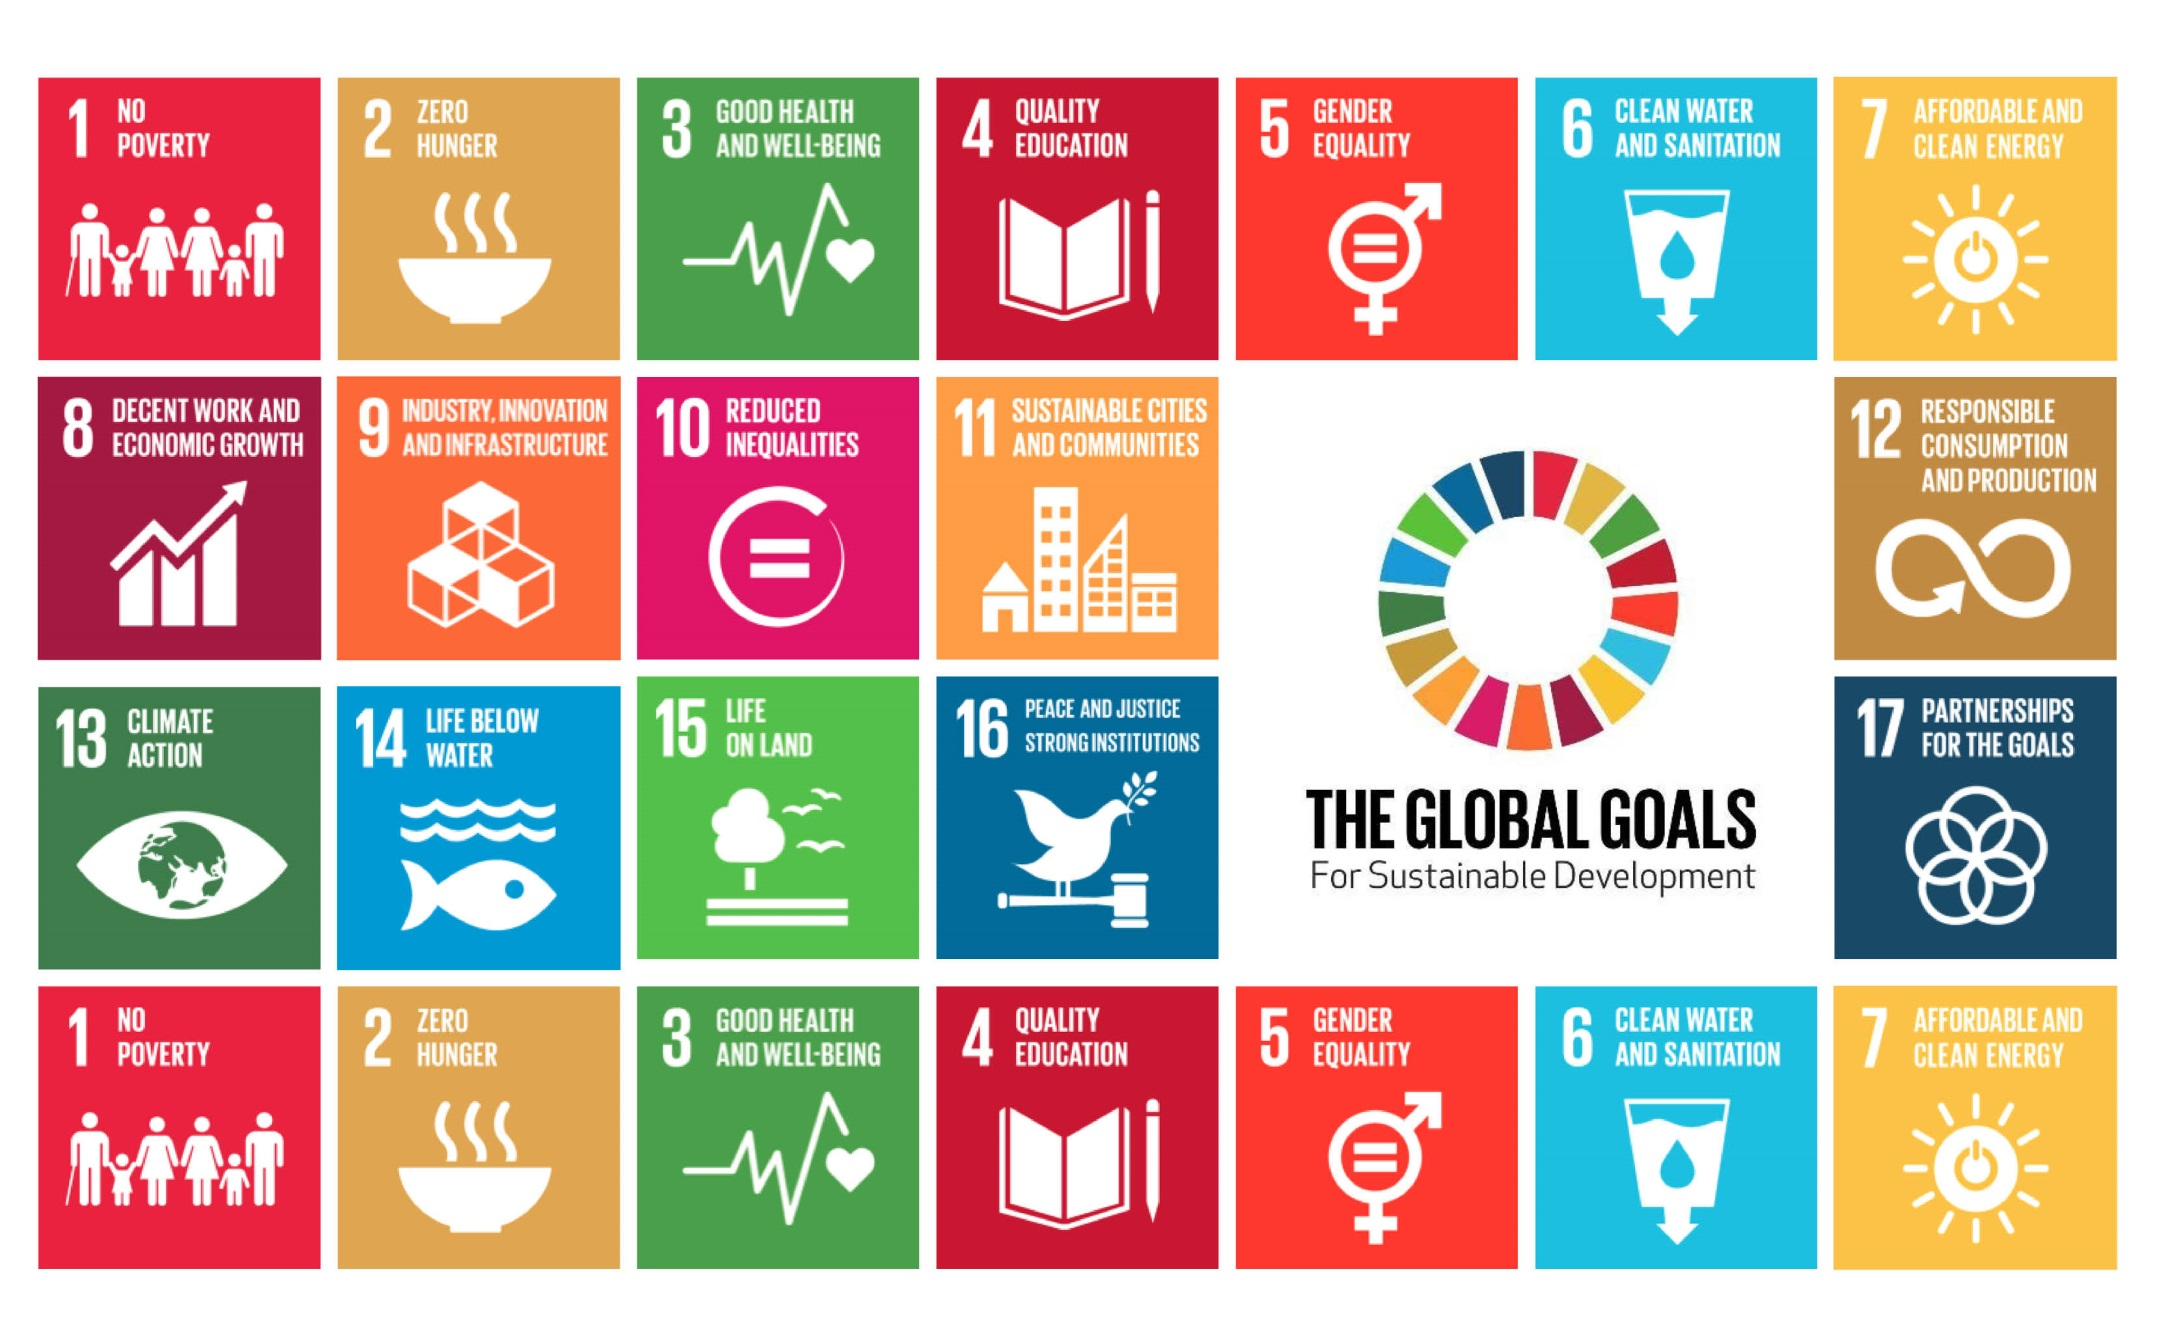 1 NO
POVERTY
2 ZERO
HUNGER
3 GOOD HEALTH
AND WELL-BEING
4 QUALITY
EDUCATION
5 GENDER
EQUALITY
6 CLEAN WATER
AND SANITATION
7 AFFORDABLE AND
CLEAN ENERGY
8 DECENT WORK AND
ECONOMIC GROWTH
9 INDUSTRY, INNOVATION
AND INFRASTRUCTURE
10 REDUCED
INEQUALITIES
11 SUSTAINABLE CITIES
AND COMMUNITIES
12 RESPONSIBLE
CONSUMPTION
AND PRODUCTION
13 CLIMATE
ACTION
14 LIFE BELOW
WATER
15 LIFE
ON LAND
16 PEACE AND JUSTICE
STRONG INSTITUTIONS
THE GLOBAL GOALS
For Sustainable Development
17 PARTNERSHIPS
FOR THE GOALS
1 NO
POVERTY
2 ZERO
HUNGER
3 GOOD HEALTH
AND WELL-BEING
4 QUALITY
EDUCATION
5 GENDER
EQUALITY
6 CLEAN WATER
AND SANITATION
7 AFFORDABLE AND
CLEAN ENERGY